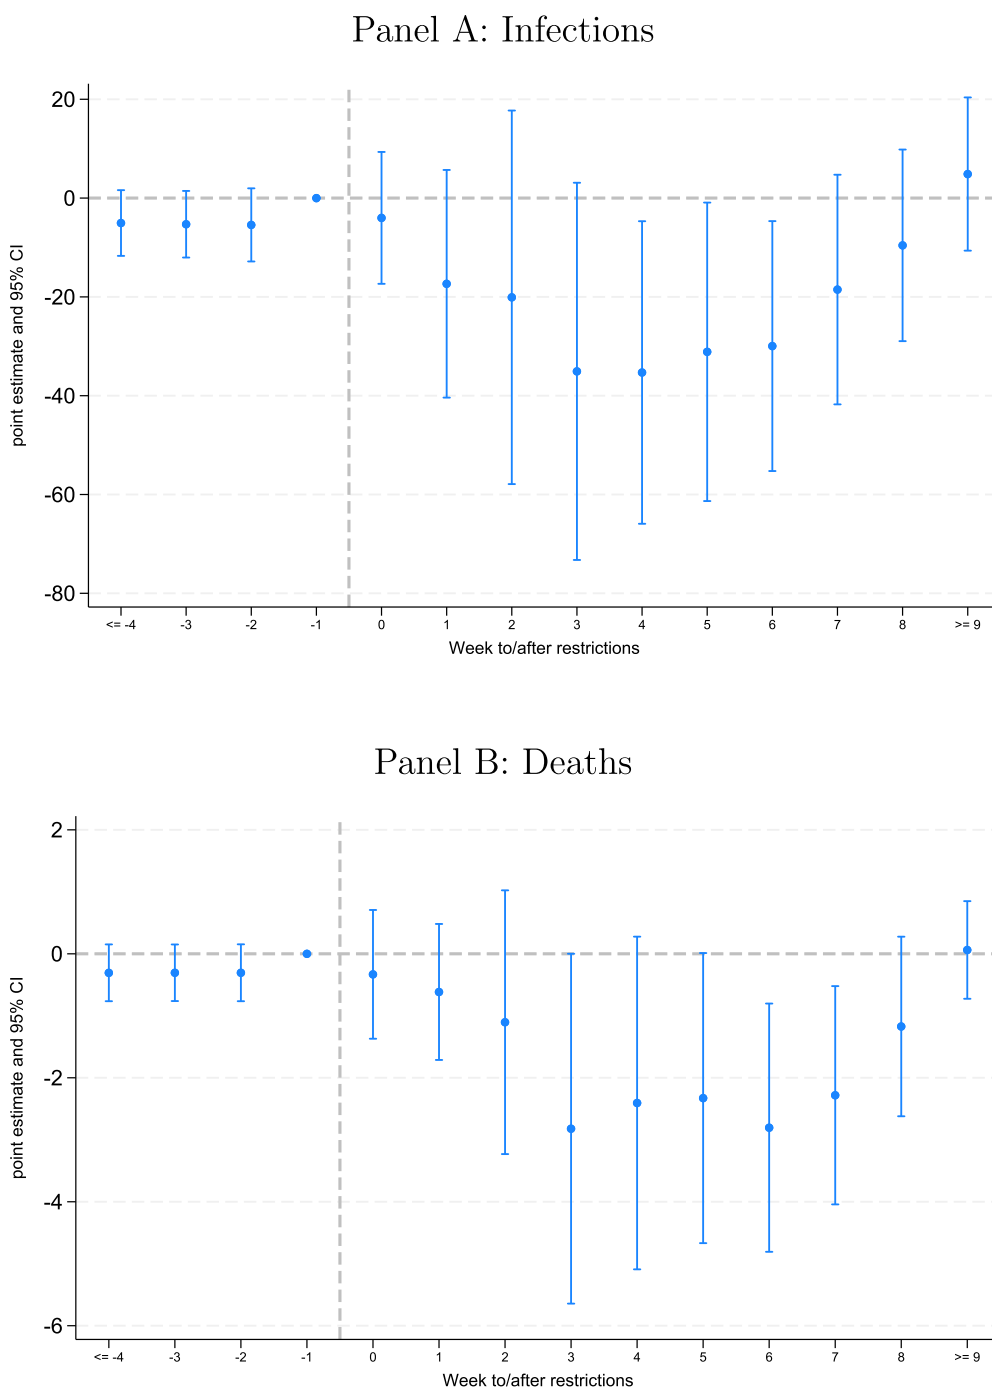 Panel A: Infections
point estimate and 95% CI
20
0
-20
-40
-60
-80
<= -4 -3 -2 -1 0 1 2 3 4 5 6 7 8 >= 9
Week to/after restrictions
Panel B: Deaths
point estimate and 95% CI
2
0
-2
-4
-6
<= -4 -3 -2 -1 0 1 2 3 4 5 6 7 8 >= 9
Week to/after restrictions